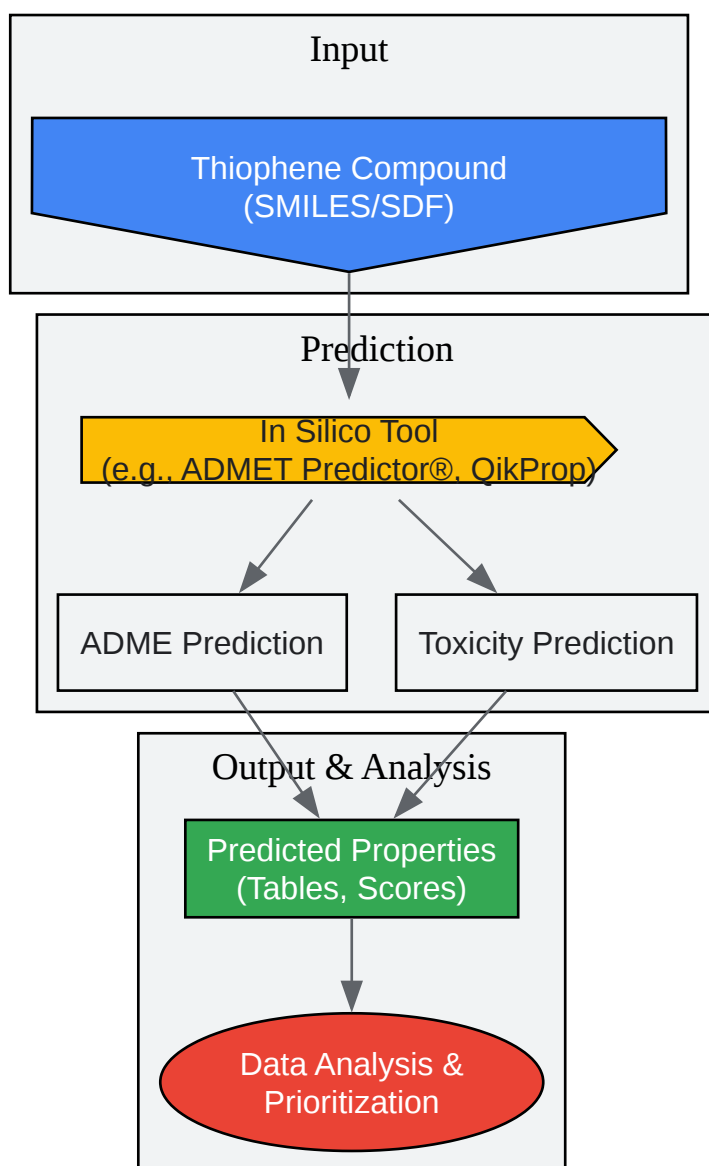 Input
Thiophene Compound
(SMILES/SDF)
Prediction
In Silico Tool
(e.g., ADMET Predictor®, QikProp)
ADME Prediction
Toxicity Prediction
Output & Analysis
Predicted Properties
(Tables, Scores)
Data Analysis &
Prioritization